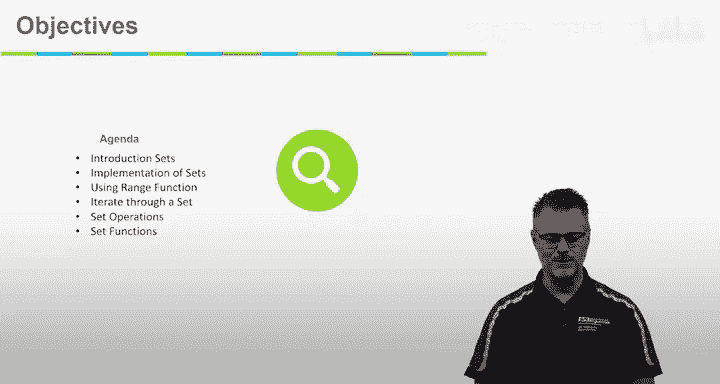 Objectives
Agenda
• Introduction Sets
• Implementation of Sets
• Using Range Function
• Iterate through a Set
• Set Operations
• Set Functions